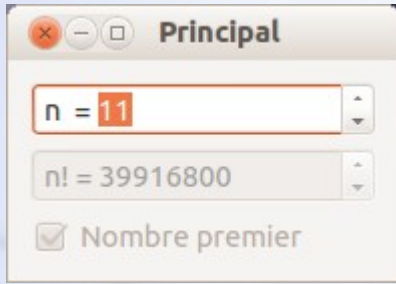 Principal
n = 11
n! = 39916800
Nombre premier